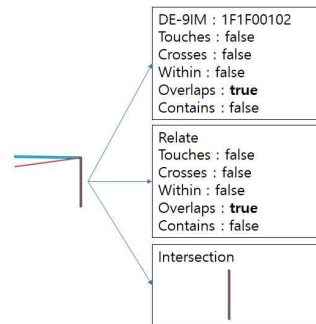 DE-9IM : 1F1F00102
Touches : false
Crosses : false
Within : false
Overlaps : true
Contains : false
Relate
Touches : false
Crosses : false
Within : false
Overlaps : true
Contains : false
Intersection